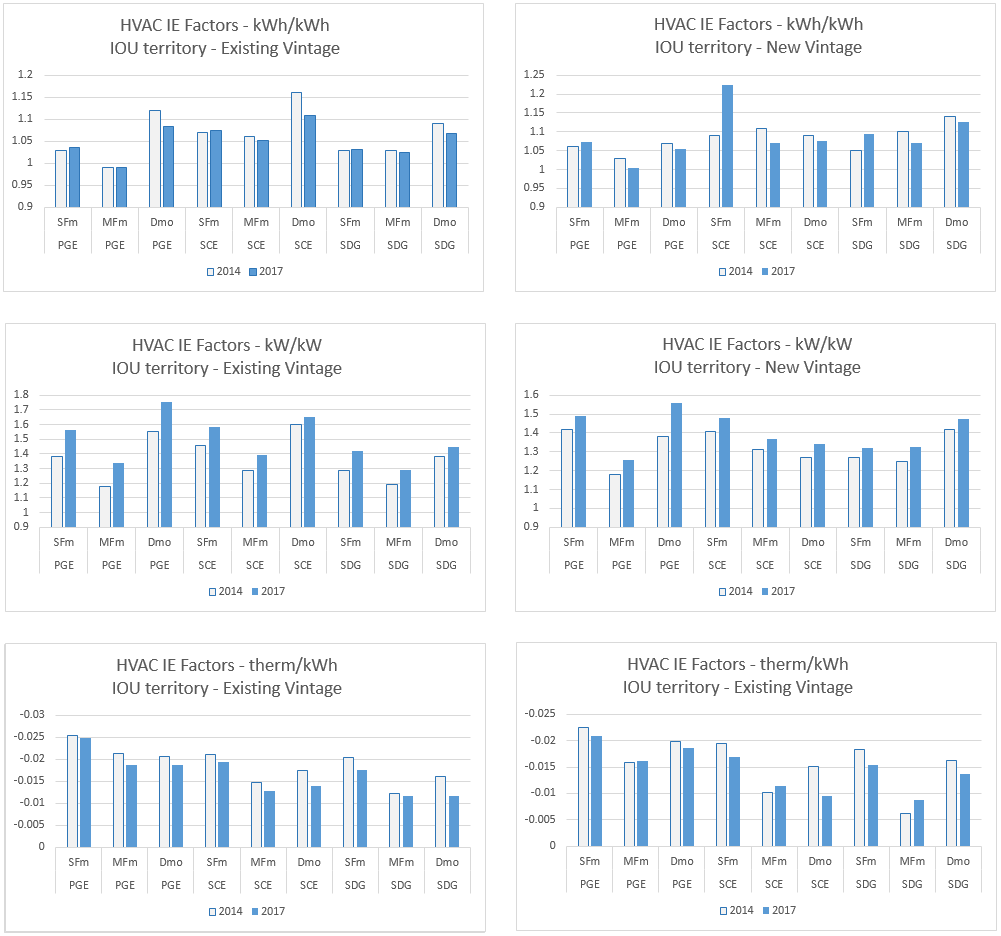 HVAC IE Factors - kWh/kWh
IOU territory - Existing Vintage
1.2
1.15
1.1
1.05
1
0.95
0.9
SFm MFm Dmo SFm MFm Dmo SFm MFm Dmo
PGE PGE PGE SCE SCE SCE SDG SDG SDG
2014 2017
HVAC IE Factors - kWh/kWh
IOU territory - New Vintage
1.25
1.2
1.15
1.1
1.05
1
0.95
0.9
SFm MFm Dmo SFm MFm Dmo SFm MFm Dmo
PGE PGE PGE SCE SCE SCE SDG SDG SDG
2014 2017
HVAC IE Factors - kW/kW
IOU territory - Existing Vintage
1.8
1.7
1.6
1.5
1.4
1.3
1.2
1.1
1
0.9
SFm MFm Dmo SFm MFm Dmo SFm MFm Dmo
PGE PGE PGE SCE SCE SCE SDG SDG SDG
2014 2017
HVAC IE Factors - kW/kW
IOU territory - New Vintage
1.6
1.5
1.4
1.3
1.2
1.1
1
0.9
SFm MFm Dmo SFm MFm Dmo SFm MFm Dmo
PGE PGE PGE SCE SCE SCE SDG SDG SDG
2014 2017
HVAC IE Factors - therm/kWh
IOU territory - Existing Vintage
-0.03
-0.025
-0.02
-0.015
-0.01
-0.005
0
SFm MFm Dmo SFm MFm Dmo SFm MFm Dmo
PGE PGE PGE SCE SCE SCE SDG SDG SDG
2014 2017
HVAC IE Factors - therm/kWh
IOU territory - Existing Vintage
-0.025
-0.02
-0.015
-0.01
-0.005
0
SFm MFm Dmo SFm MFm Dmo SFm MFm Dmo
PGE PGE PGE SCE SCE SCE SDG SDG SDG
2014 2017